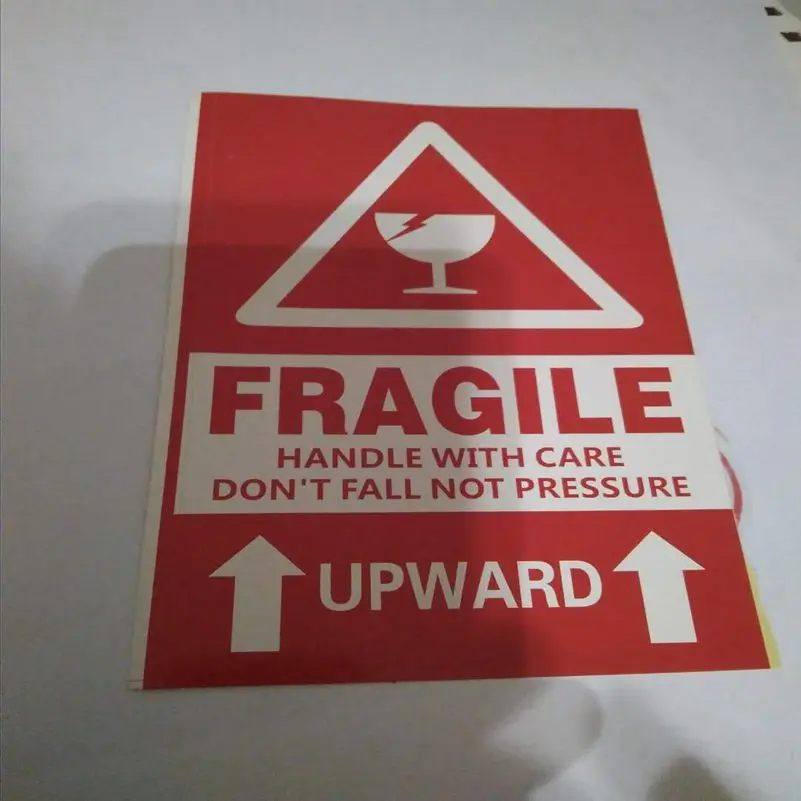 FRAGILE
HANDLE WITH CARE
DON'T FALL NOT PRESSURE
UPWARD